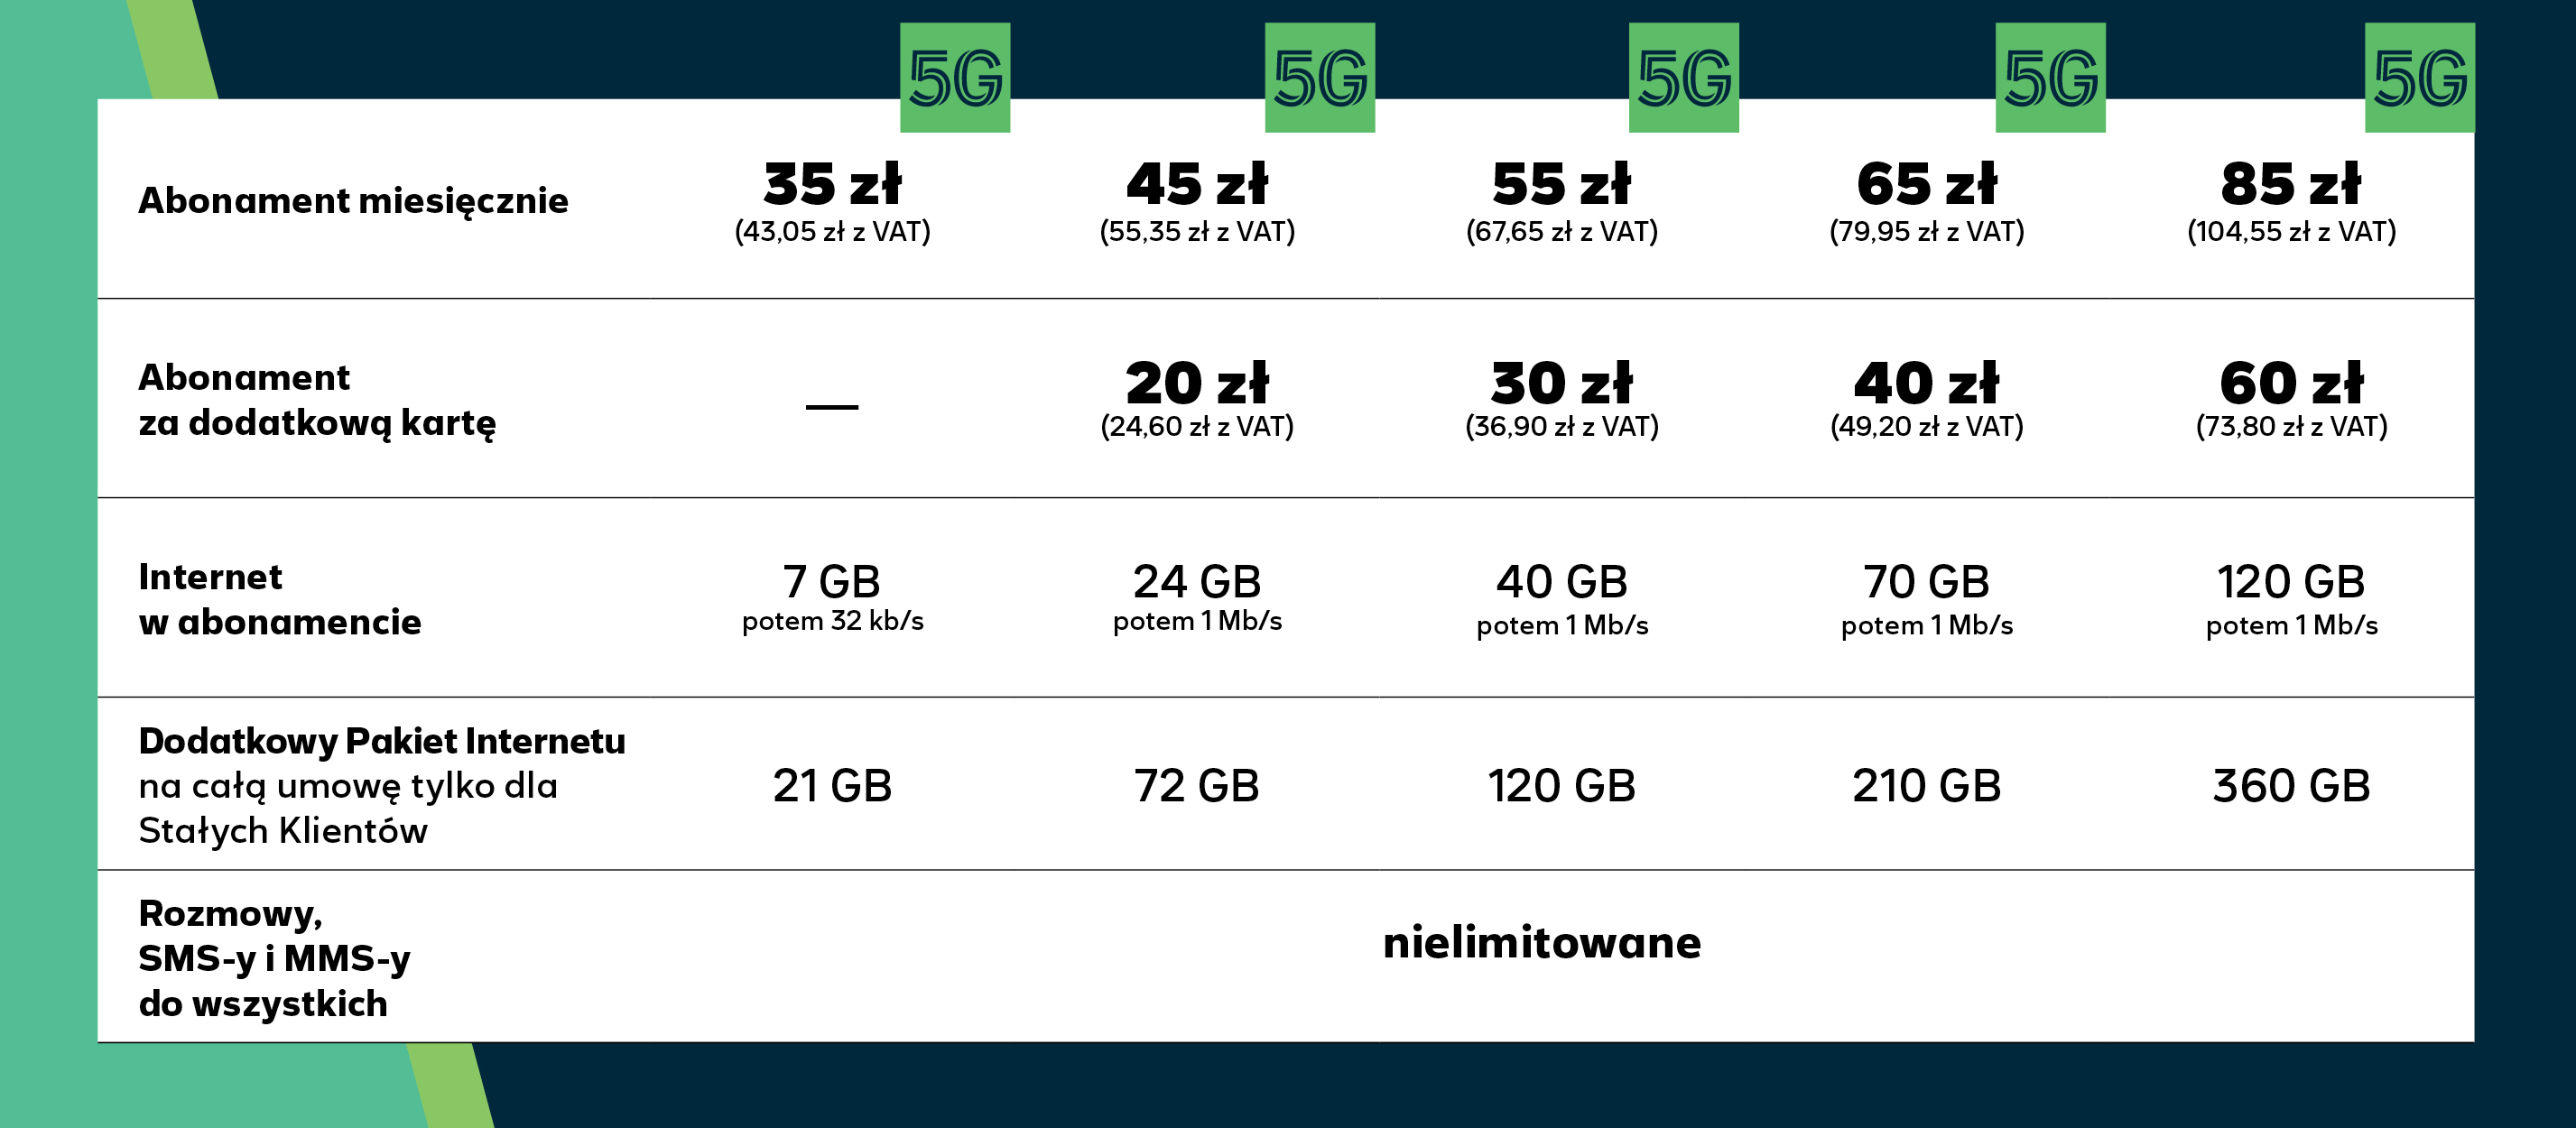 5G 5G 5G 5G 5G
Abonament miesięcznie 35 zł 45 zł 55 zł 65 zł 85 zł
(43,05 zł z VAT) (55,35 zł z VAT) (67,65 zł z VAT) (79,95 zł z VAT) (104,55 zł z VAT)
Abonament
za dodatkową kartę — 20 zł 30 zł 40 zł 60 zł
(24,60 zł z VAT) (36,90 zł z VAT) (49,20 zł z VAT) (73,80 zł z VAT)
Internet
w abonamencie 7 GB 24 GB 40 GB 70 GB 120 GB
potem 32 kb/s potem 1 Mb/s potem 1 Mb/s potem 1 Mb/s potem 1 Mb/s
Dodatkowy Pakiet Internetu
na całą umowę tylko dla
Stałych Klientów 21 GB 72 GB 120 GB 210 GB 360 GB
Rozmowy,
SMS-y i MMS-y
do wszystkich nielimitowane